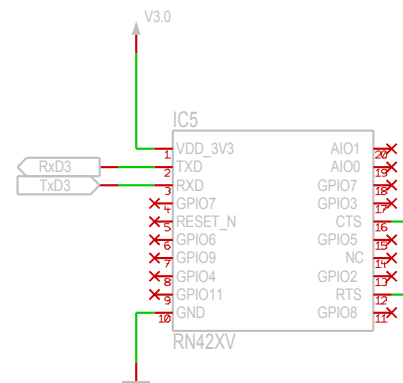 V3.0
IC5
1 VDD_3V3 AIO1 20
RxD3 2 TXD AIO0 19
TxD3 3 RXD GPIO7 18
4 GPIO7 GPIO3 17
5 RESET_N CTS 16
6 GPIO6 GPIO5 15
7 GPIO9 NC 14
8 GPIO4 GPIO2 13
9 GPIO11 RTS 12
10 GND GPIO8 11
RN42XV